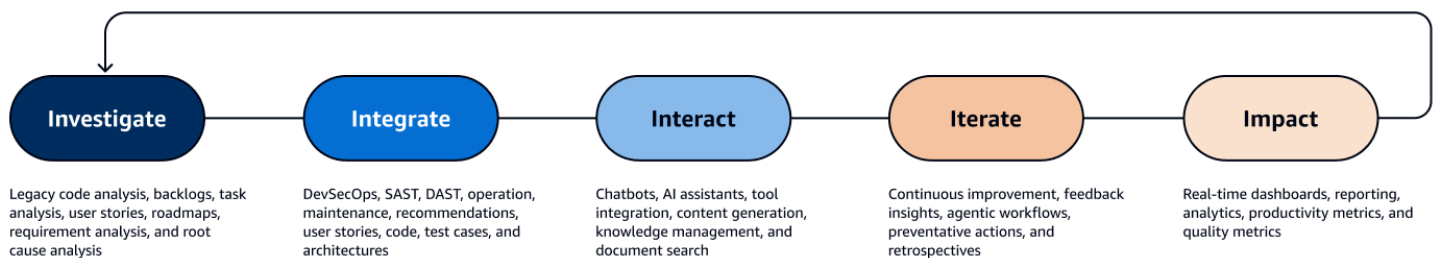 Investigate
Integrate
Interact
Iterate
Impact
Legacy code analysis, backlogs, task
analysis, user stories, roadmaps,
requirement analysis, and root
cause analysis
DevSecOps, SAST, DAST, operation,
maintenance, recommendations,
user stories, code, test cases, and
architectures
Chatbots, AI assistants, tool
integration, content generation,
knowledge management, and
document search
Continuous improvement, feedback
insights, agentic workflows,
preventative actions, and
retrospectives
Real-time dashboards, reporting,
analytics, productivity metrics, and
quality metrics